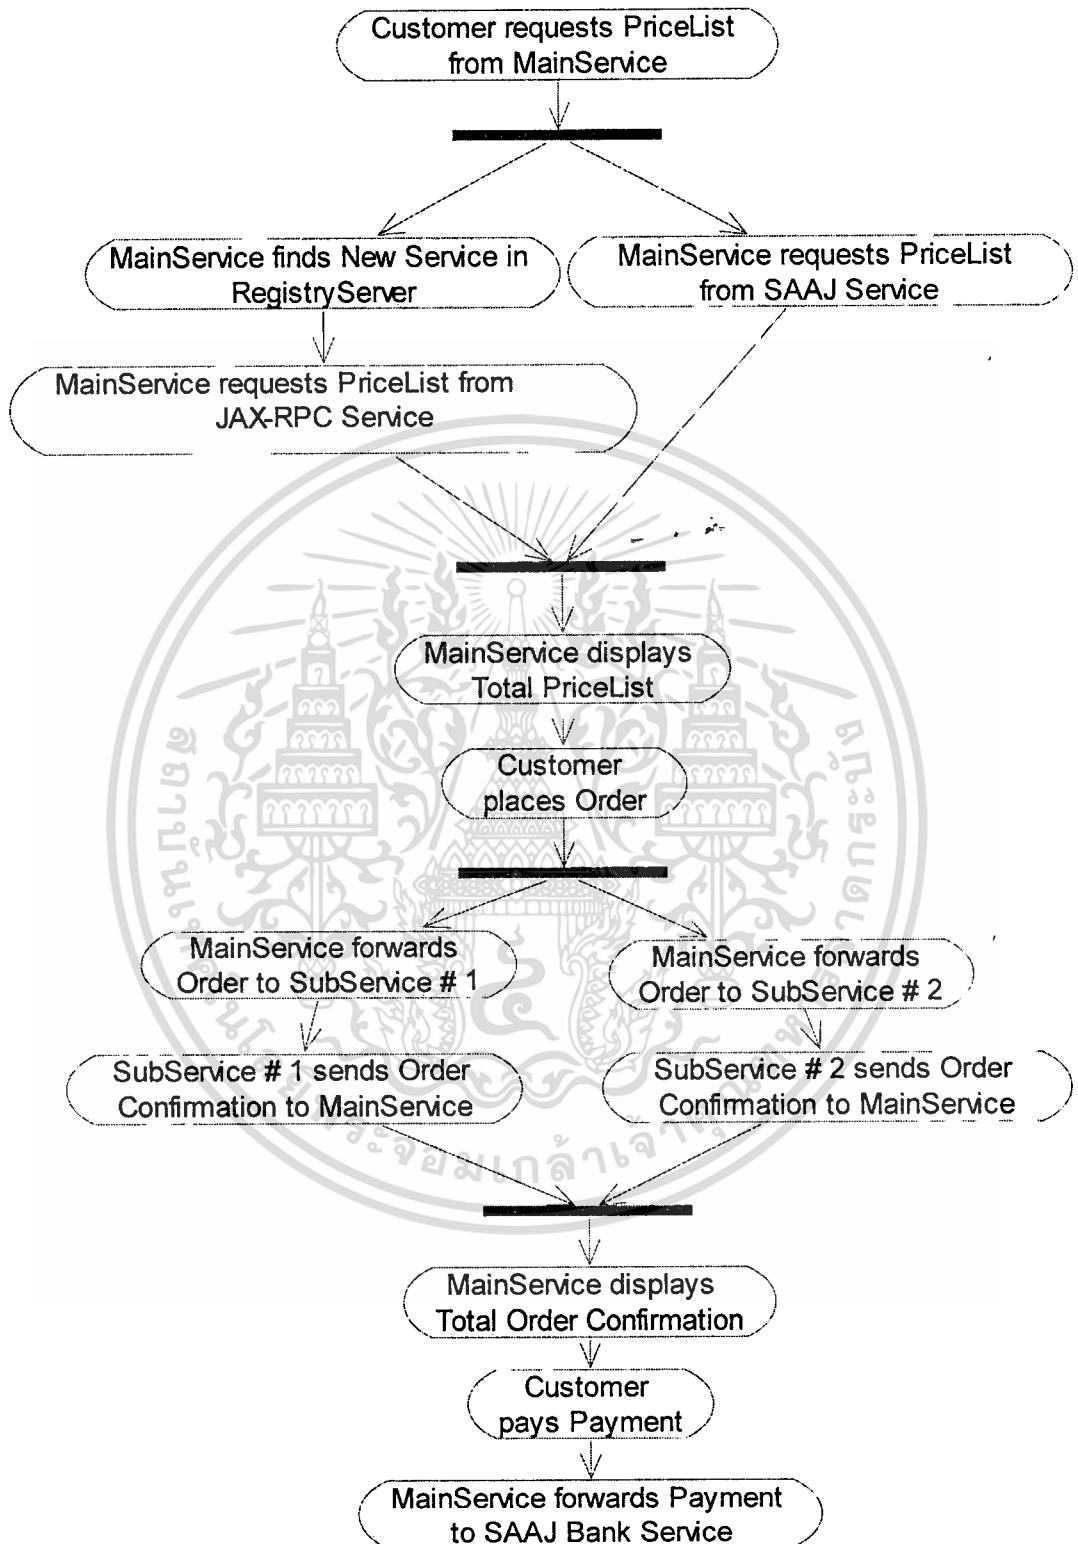 Customer requests PriceList
from MainService
MainService finds New Service in
RegistryServer
MainService requests PriceList
from SAAJ Service
MainService requests PriceList from
JAX-RPC Service
MainService displays
Total PriceList
Customer
places Order
MainService forwards
Order to SubService # 1
MainService forwards
Order to SubService # 2
SubService # 1 sends Order
Confirmation to MainService
SubService # 2 sends Order
Confirmation to MainService
MainService displays
Total Order Confirmation
Customer
pays Payment
MainService forwards Payment
to SAAJ Bank Service